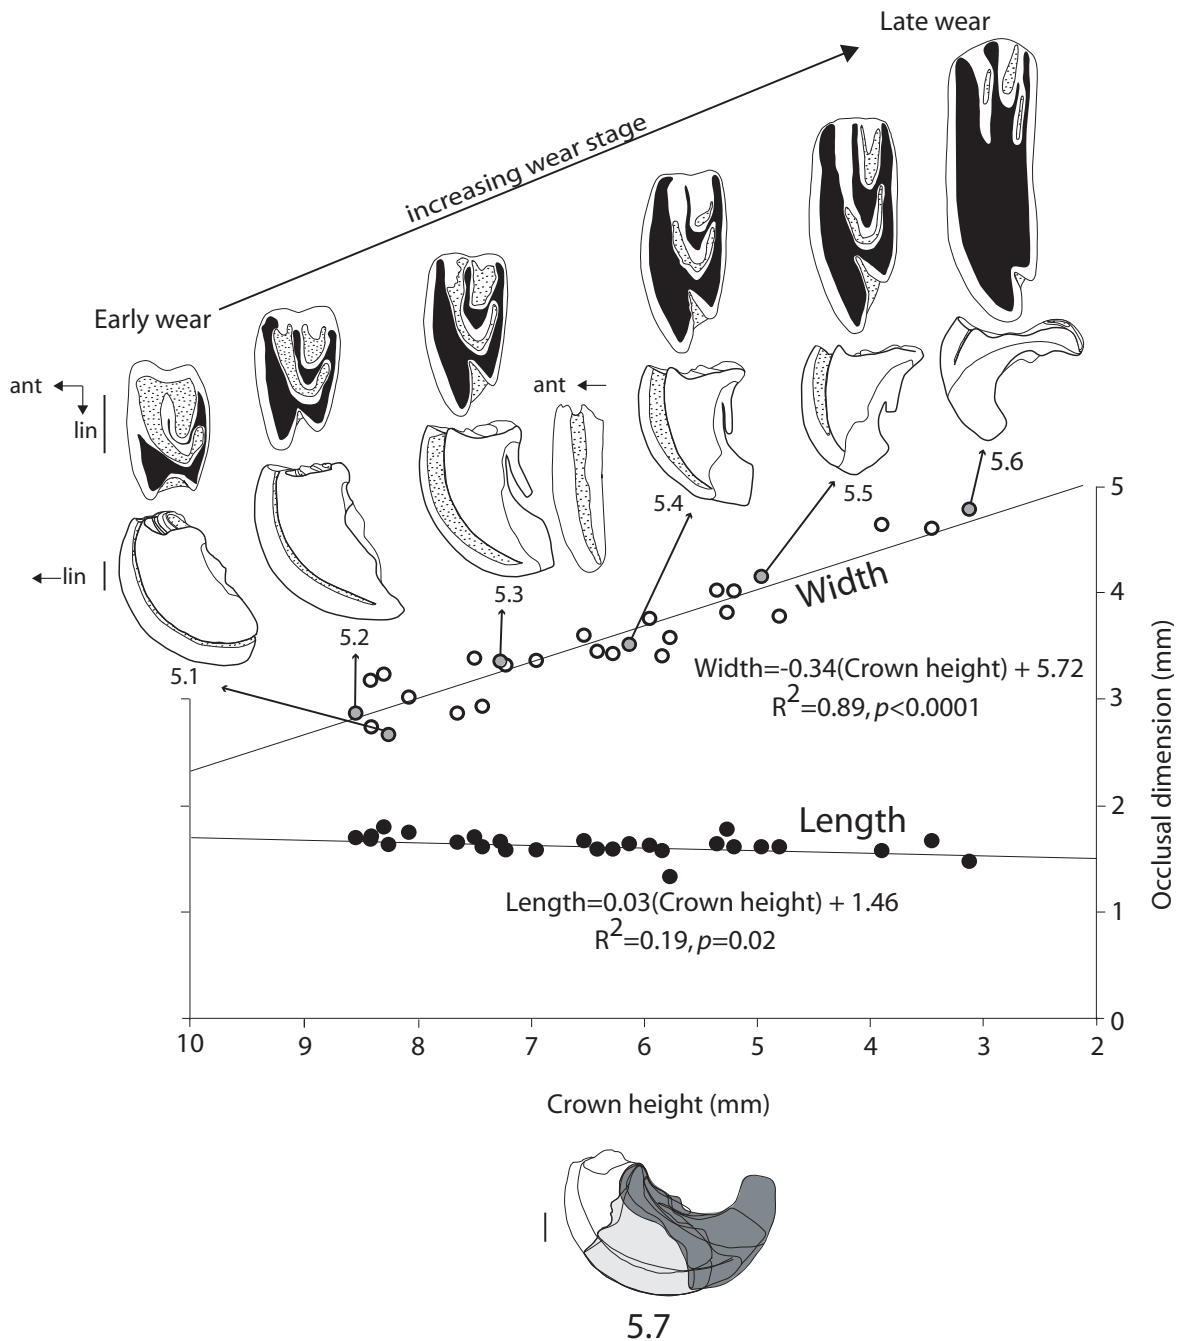 Late wear
increasing wear stage
Early wear
ant
lin
ant
lin
5.1
5.2
5.3
5.4
5.5
5.6
Width
Width=-0.34(Crown height) + 5.72
R2=0.89, p<0.0001
Length
Length=0.03(Crown height) + 1.46
R2=0.19, p=0.02
5
4
3
2
1
0
Occlusal dimension (mm)
10 9 8 7 6 5 4 3 2
Crown height (mm)
5.7